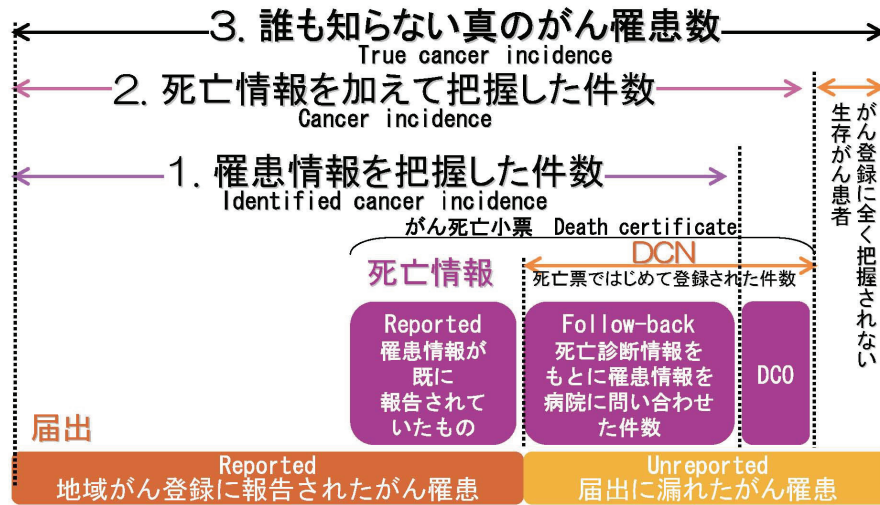 3. 誰も知らない真のがん罹患数
True cancer incidence
2. 死亡情報を加えて把握した件数
Cancer incidence
1. 罹患情報を把握した件数
Identified cancer incidence
がん登録に全く把握されない
生存がん患者
がん死亡小票 Death certificate
死亡情報
DCN
死亡票ではじめて登録された件数
Reported
罹患情報が
既に
報告されて
いたもの
Follow-back
死亡診断情報を
もとに罹患情報を
病院に問い合わせ
た件数
DCO
届出
Reported
地域がん登録に報告されたがん罹患
Unreported
届出に漏れたがん罹患